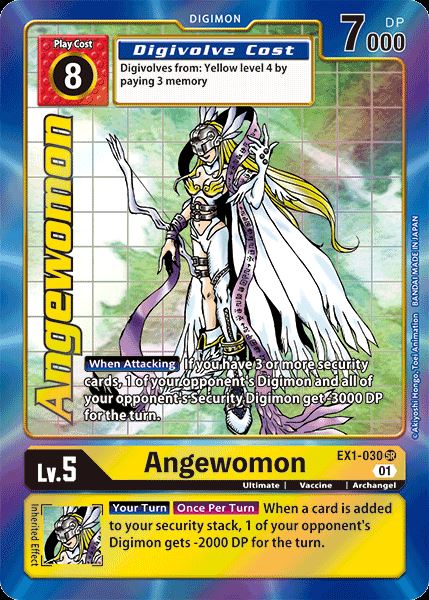 DIGIMON
Play Cost
8
Digivolve Cost
Digivolves from: Yellow level 4 by
paying 3 memory
7000
DP
Angewomon
When Attacking If you have 3 or more security
cards, 1 of your opponent's Digimon and all of
your opponent's Security Digimon get -3000 DP
for the turn.
©Akiyoshi Hongo, Toei Animation BANDAI MADE IN JAPAN
Lv.5
Angewomon
EX1-030 SR
01
Ultimate | Vaccine | Archangel
Inherited Effect
Your Turn Once Per Turn When a card is
added to your security stack, 1 of your opponent's
Digimon gets -2000 DP for the turn.